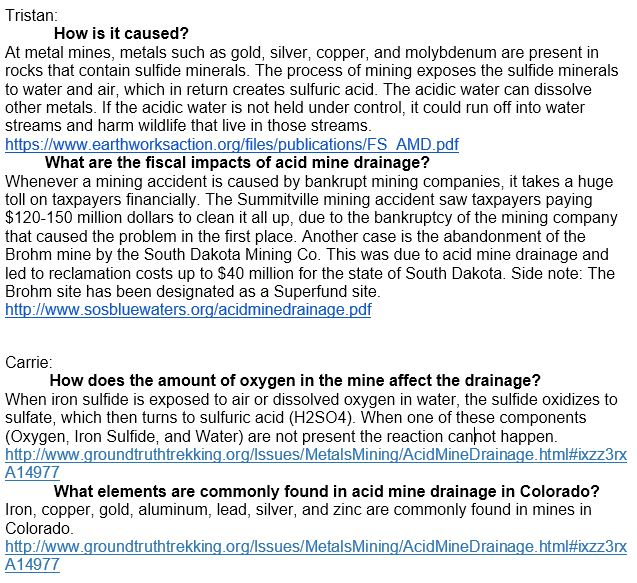 Tristan:
How is it caused?
At metal mines, metals such as gold, silver, copper, and molybdenum are present in
rocks that contain sulfide minerals. The process of mining exposes the sulfide minerals
to water and air, which in return creates sulfuric acid. The acidic water can dissolve
other metals. If the acidic water is not held under control, it could run off into water
streams and harm wildlife that live in those streams.
https://www.earthworksaction.org/files/publications/FS_AMD.pdf
What are the fiscal impacts of acid mine drainage?
Whenever a mining accident is caused by bankrupt mining companies, it takes a huge
toll on taxpayers financially. The Summitville mining accident saw taxpayers paying
$120-150 million dollars to clean it all up, due to the bankruptcy of the mining company
that caused the problem in the first place. Another case is the abandonment of the
Brohm mine by the South Dakota Mining Co. This was due to acid mine drainage and
led to reclamation costs up to $40 million for the state of South Dakota. Side note: The
Brohm site has been designated as a Superfund site.
http://www.sosbluewaters.org/acidminedrainage.pdf
Carrie:
How does the amount of oxygen in the mine affect the drainage?
When iron sulfide is exposed to air or dissolved oxygen in water, the sulfide oxidizes to
sulfate, which then turns to sulfuric acid (H2SO4). When one of these components
(Oxygen, Iron Sulfide, and Water) are not present the reaction cannot happen.
http://www.groundtruthtrekking.org/Issues/MetalsMining/AcidMineDrainage.html#ixzz3rx
A14977
What elements are commonly found in acid mine drainage in Colorado?
Iron, copper, gold, aluminum, lead, silver, and zinc are commonly found in mines in
Colorado.
http://www.groundtruthtrekking.org/Issues/MetalsMining/AcidMineDrainage.html#ixzz3rx
A14977